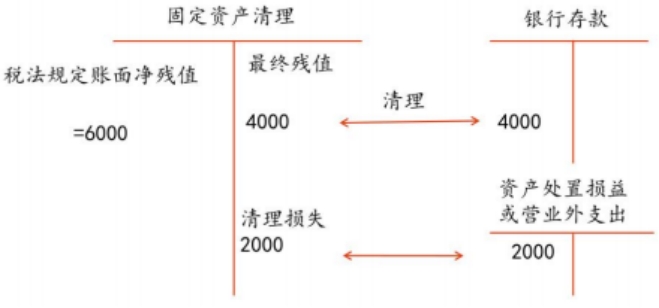 固定资产清理
银行存款
税法规定账面净残值
最终残值
清理
=6000
4000
4000
资产处置损益
或营业外支出
清理损失
2000
2000